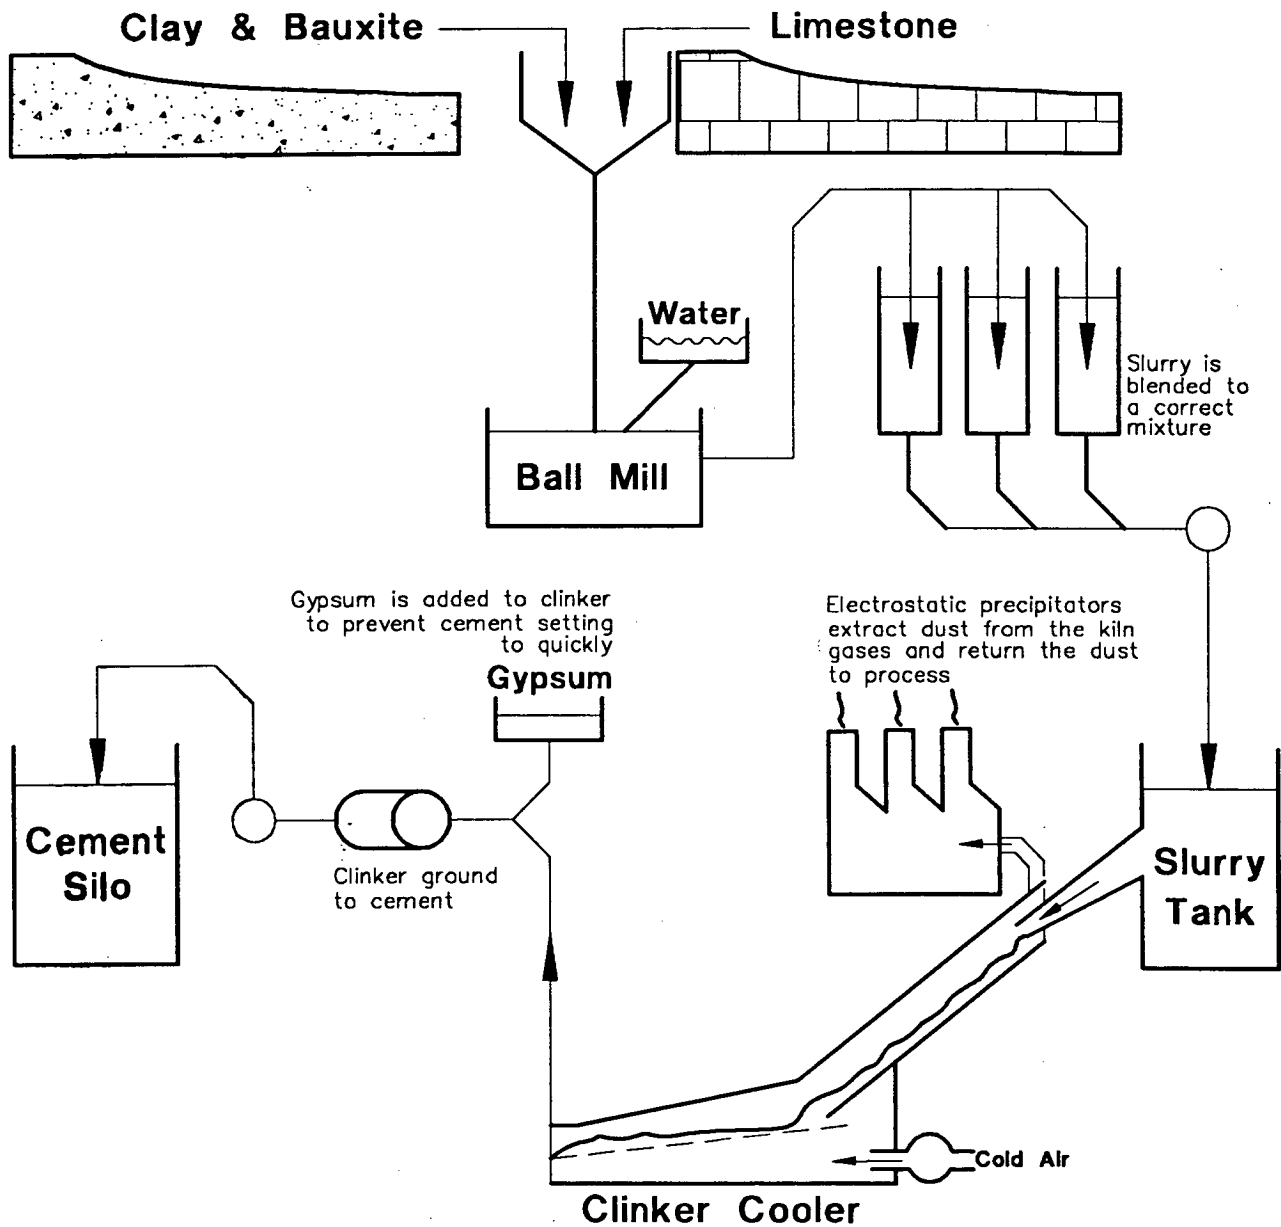 Clay & Bauxite
Limestone
Water
Slurry is
blended to
a correct
mixture
Ball Mill
Gypsum is added to clinker
to prevent cement setting
to quickly
Gypsum
Electrostatic precipitators
extract dust from the kiln
gases and return the dust
to process
Cement
Silo
Clinker ground
to cement
Slurry
Tank
Cold Air
Clinker Cooler